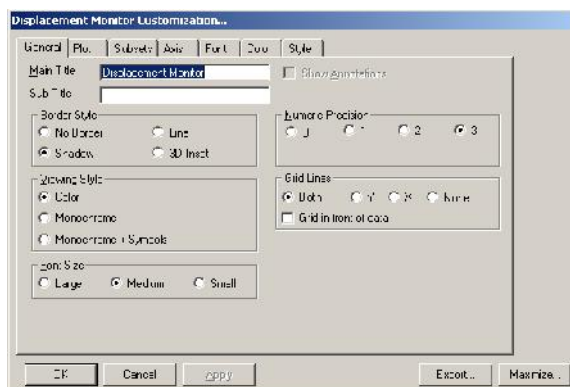 Displacement Monitor Customization...
General Plot Subsets Axis Font Color Style
Main Title Displacement Monitor Show Annotations
Sub Title
Border Style
No Border Line
Shadow 3D Inset
Numeric Precision
0 1 2 3
Viewing Style
Color
Monochrome
Monochrome + Symbols
Grid Lines
Both Y X None
Grid in front of data
Font Size
Large Medium Small
OK Cancel Apply Export... Maximize...